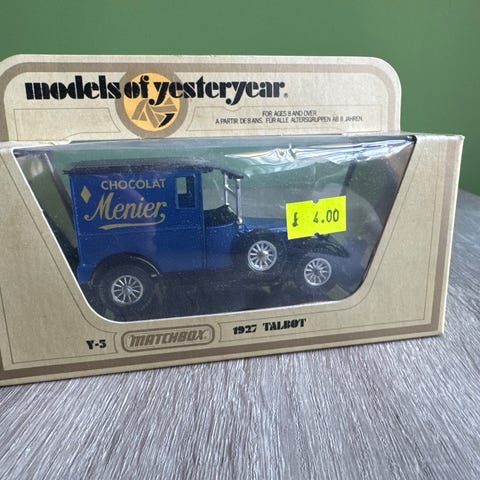 models of yesteryear®
FOR AGES 8 AND OVER.
A PARTIR DE 8 ANS. FÜR ALLE ALTERSGRUPPEN AB 8 JAHREN.
CHOCOLAT
Menier
£ 4.00
Y-5 MATCHBOX 1927 TALBOT